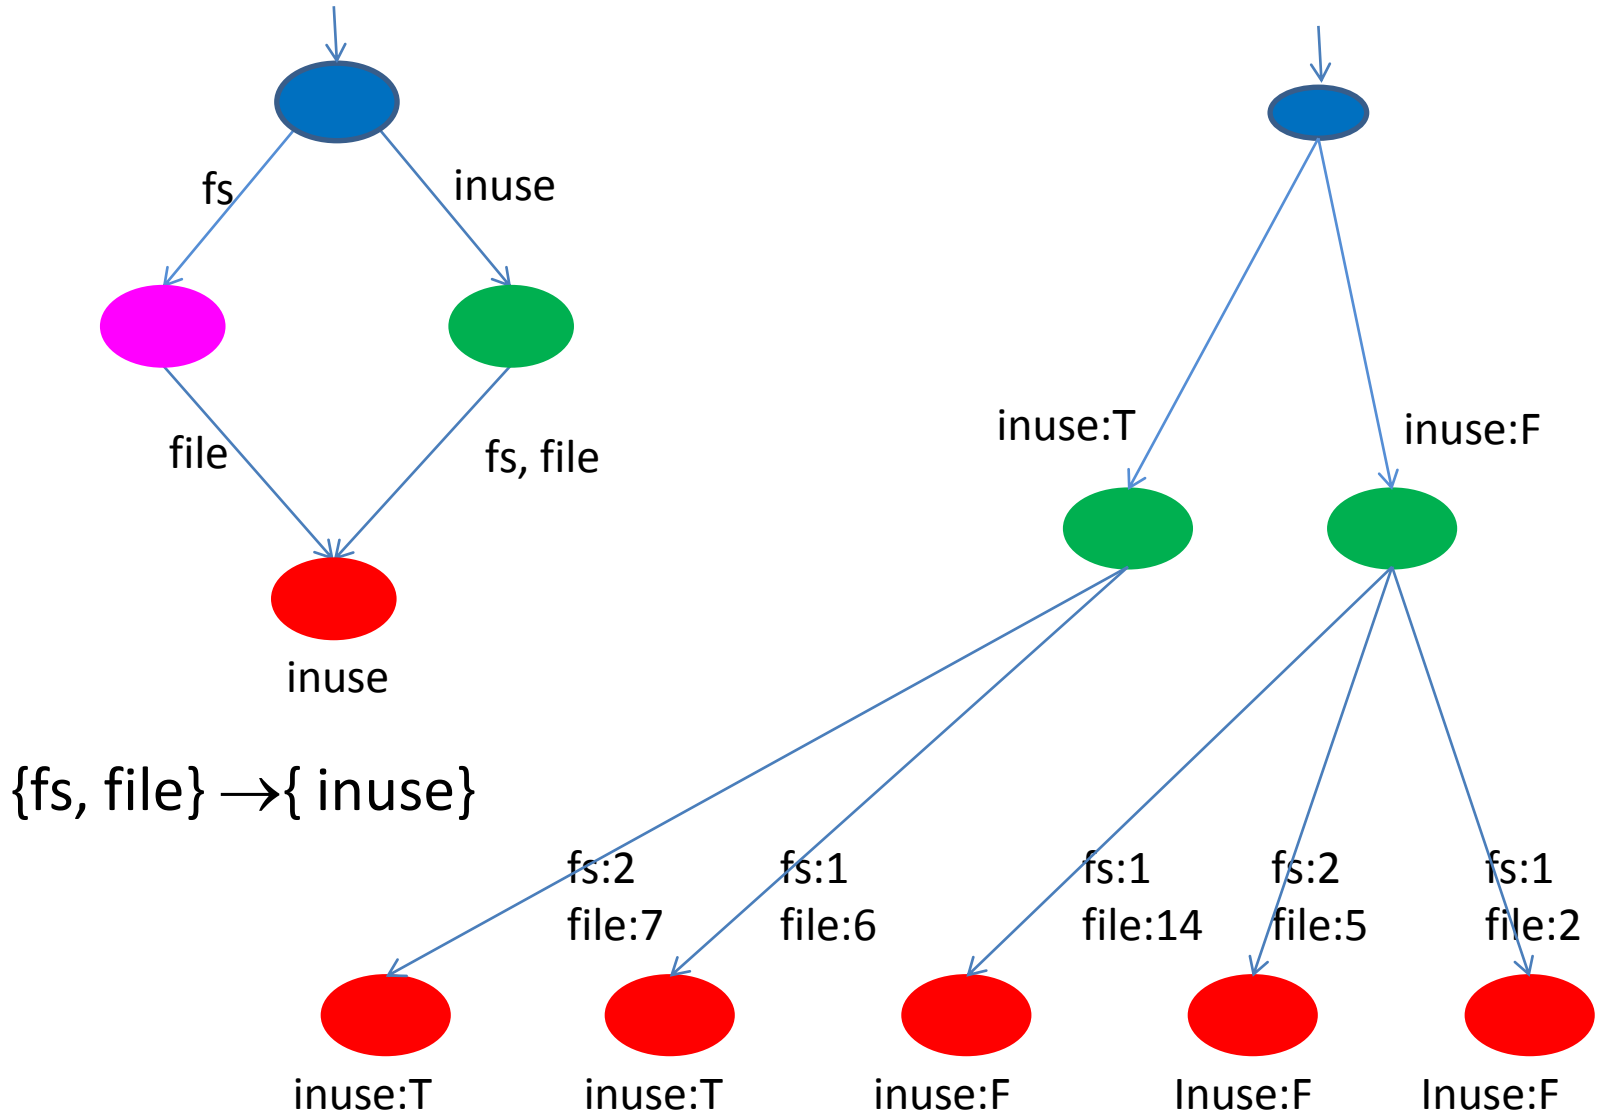 fs
inuse
file
fs, file
inuse
{fs, file} →{ inuse}
inuse:T
inuse:F
fs:2
file:7
fs:1
file:6
fs:1
file:14
fs:2
file:5
fs:1
file:2
inuse:T
inuse:T
inuse:F
Inuse:F
Inuse:F